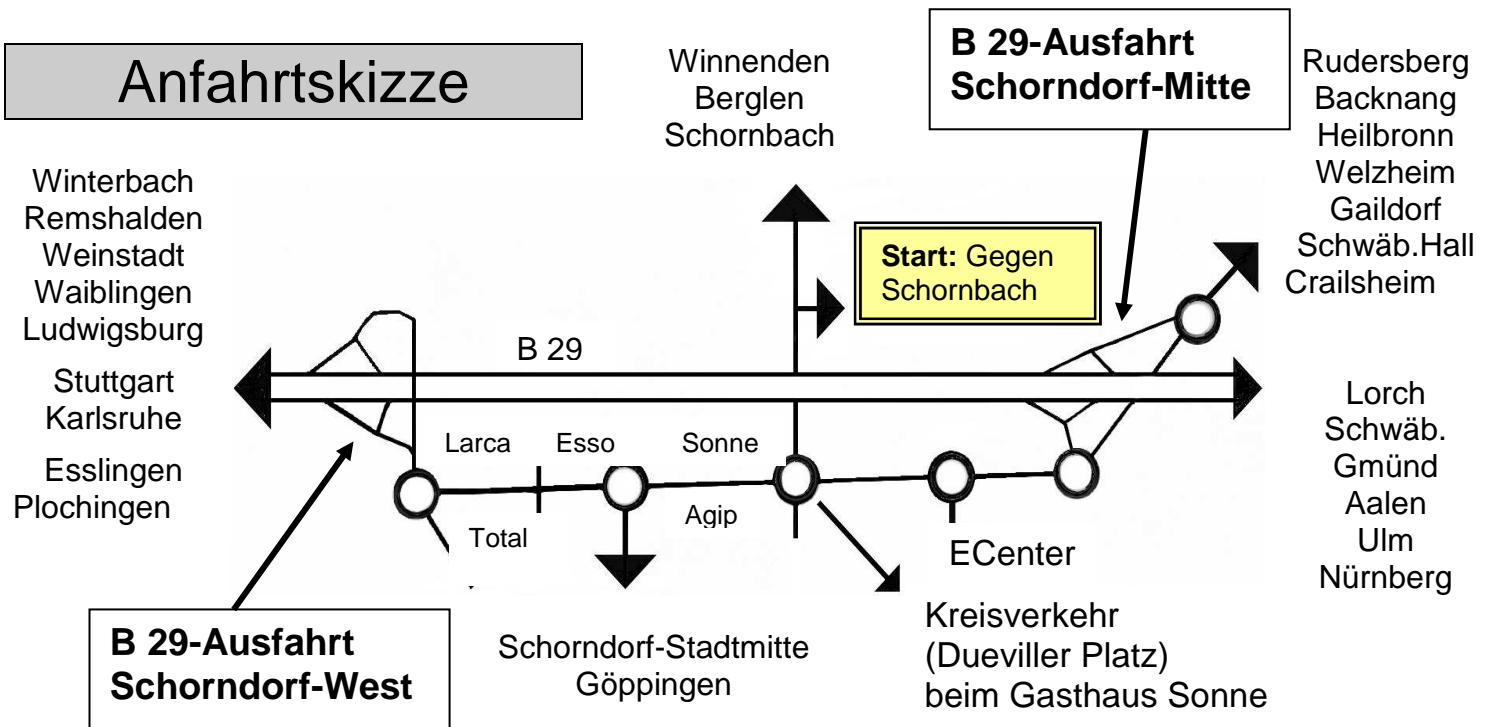 Anfahrtskizze
Winnenden
Berglen
Schornbach
B 29-Ausfahrt
Schorndorf-Mitte
Rudersberg
Backnang
Heilbronn
Welzheim
Gaildorf
Schwäb.Hall
Crailsheim
Winterbach
Remshalden
Weinstadt
Waiblingen
Ludwigsburg
Stuttgart
Karlsruhe
Esslingen
Plochingen
Start: Gegen
Schornbach
B 29
Larca
Esso
Sonne
Total
Agip
ECenter
Lorch
Schwäb.
Gmünd
Aalen
Ulm
Nürnberg
B 29-Ausfahrt
Schorndorf-West
Schorndorf-Stadtmitte
Göppingen
Kreisverkehr
(Dueviller Platz)
beim Gasthaus Sonne